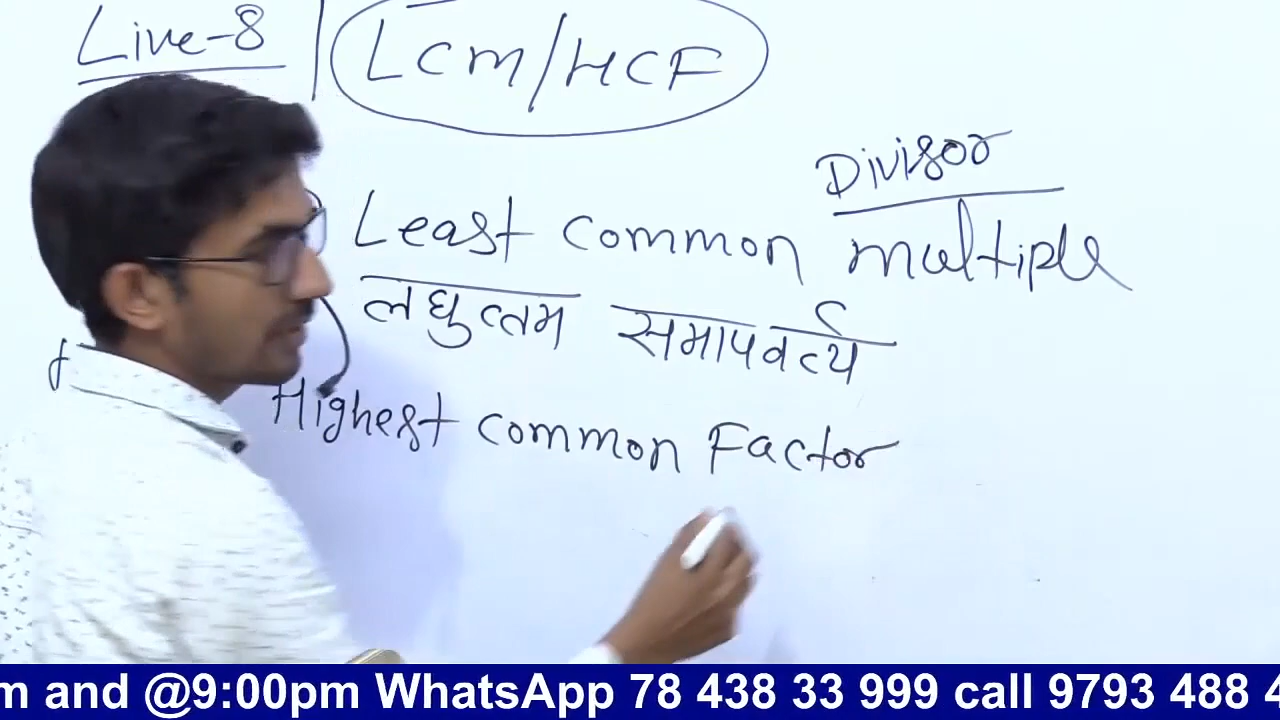 Live-8 | LCM/HCF
Divisor
Least common multiple
लघुत्तम समापवर्त्य
Highest common Factor
m and @9:00pm WhatsApp 78 438 33 999 call 9793 488 4